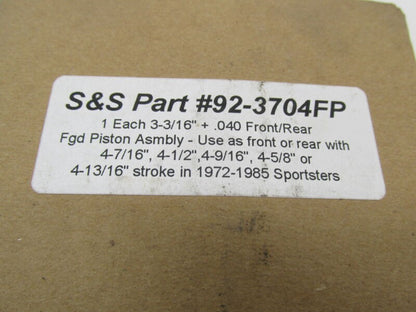 S&S Part #92-3704FP
1 Each 3-3/16" + .040 Front/Rear
Fgd Piston Asmbly - Use as front or rear with
4-7/16", 4-1/2",4-9/16", 4-5/8" or
4-13/16" stroke in 1972-1985 Sportsters